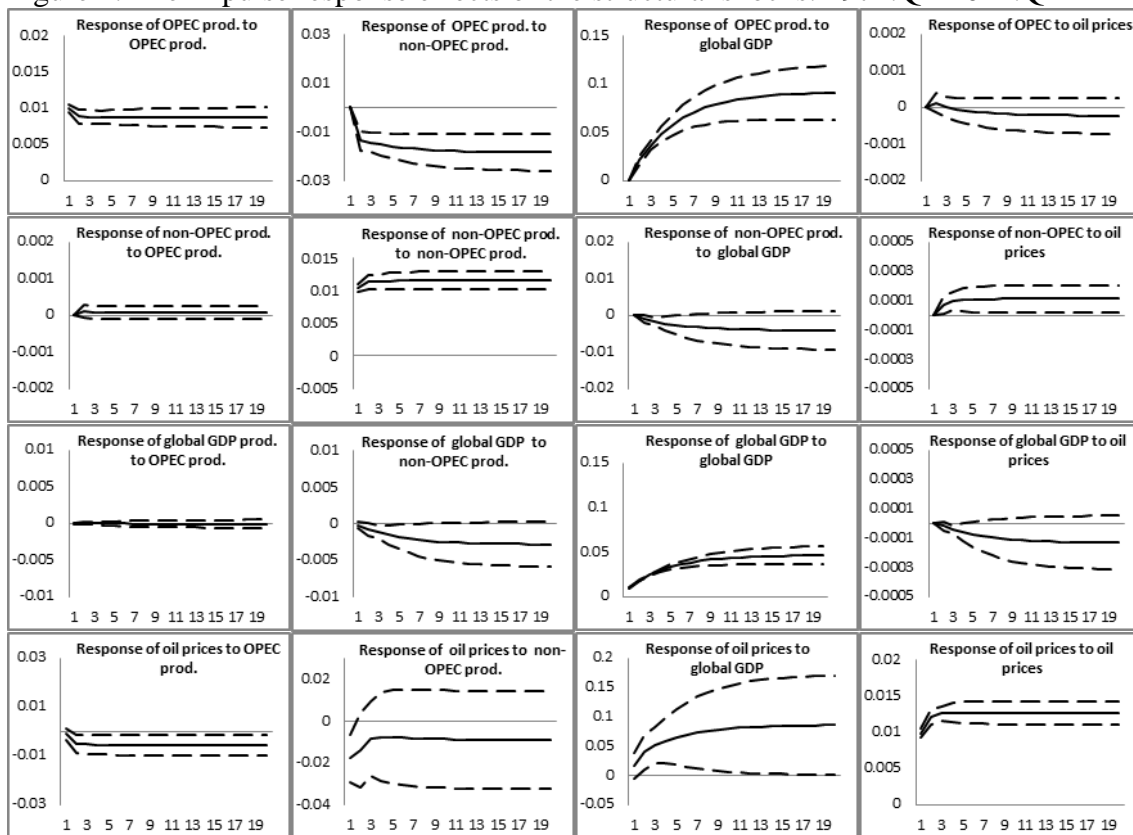 impulse response effects of the structural shocks:
Response of OPEC prod. to
OPEC prod.
0.02
0.015
0.01
0.005
0
1 3 5 7 9 11 13 15 17 19
Response of OPEC prod. to
non-OPEC prod.
0.03
0.01
-0.01
-0.03
1 3 5 7 9 11 13 15 17 19
Response of OPEC prod. to
global GDP
0.15
0.1
0.05
0
1 3 5 7 9 11 13 15 17 19
Response of OPEC to oil prices
0.002
0.001
0
-0.001
-0.002
1 3 5 7 9 11 13 15 17 19
Response of non-OPEC prod.
to OPEC prod.
0.002
0.001
0
-0.001
-0.002
1 3 5 7 9 11 13 15 17 19
Response of non-OPEC prod.
to non-OPEC prod.
0.015
0.01
0.005
0
-0.005
1 3 5 7 9 11 13 15 17 19
Response of non-OPEC prod.
to global GDP
0.02
0.01
0
-0.01
-0.02
1 3 5 7 9 11 13 15 17 19
Response of non-OPEC to oil
prices
0.0005
0.0003
0.0001
-0.0001
-0.0003
-0.0005
1 3 5 7 9 11 13 15 17 19
Response of global GDP prod.
to OPEC prod.
0.01
0.005
0
-0.005
-0.01
1 3 5 7 9 11 13 15 17 19
Response of global GDP to
non-OPEC prod.
0.01
0.005
0
-0.005
-0.01
1 3 5 7 9 11 13 15 17 19
Response of global GDP to
global GDP
0.15
0.1
0.05
0
1 3 5 7 9 11 13 15 17 19
Response of global GDP to oil
prices
0.0005
0.0003
0.0001
-0.0001
-0.0003
-0.0005
1 3 5 7 9 11 13 15 17 19
Response of oil prices to OPEC
prod.
0.03
0.01
-0.01
-0.03
1 3 5 7 9 11 13 15 17 19
Response of oil prices to non-
OPEC prod.
0.02
0
-0.02
-0.04
1 3 5 7 9 11 13 15 17 19
Response of oil prices to
global GDP
0.2
0.15
0.1
0.05
0
-0.05
1 3 5 7 9 11 13 15 17 19
Response of oil prices to oil
prices
0.02
0.015
0.01
0.005
0
1 3 5 7 9 11 13 15 17 19